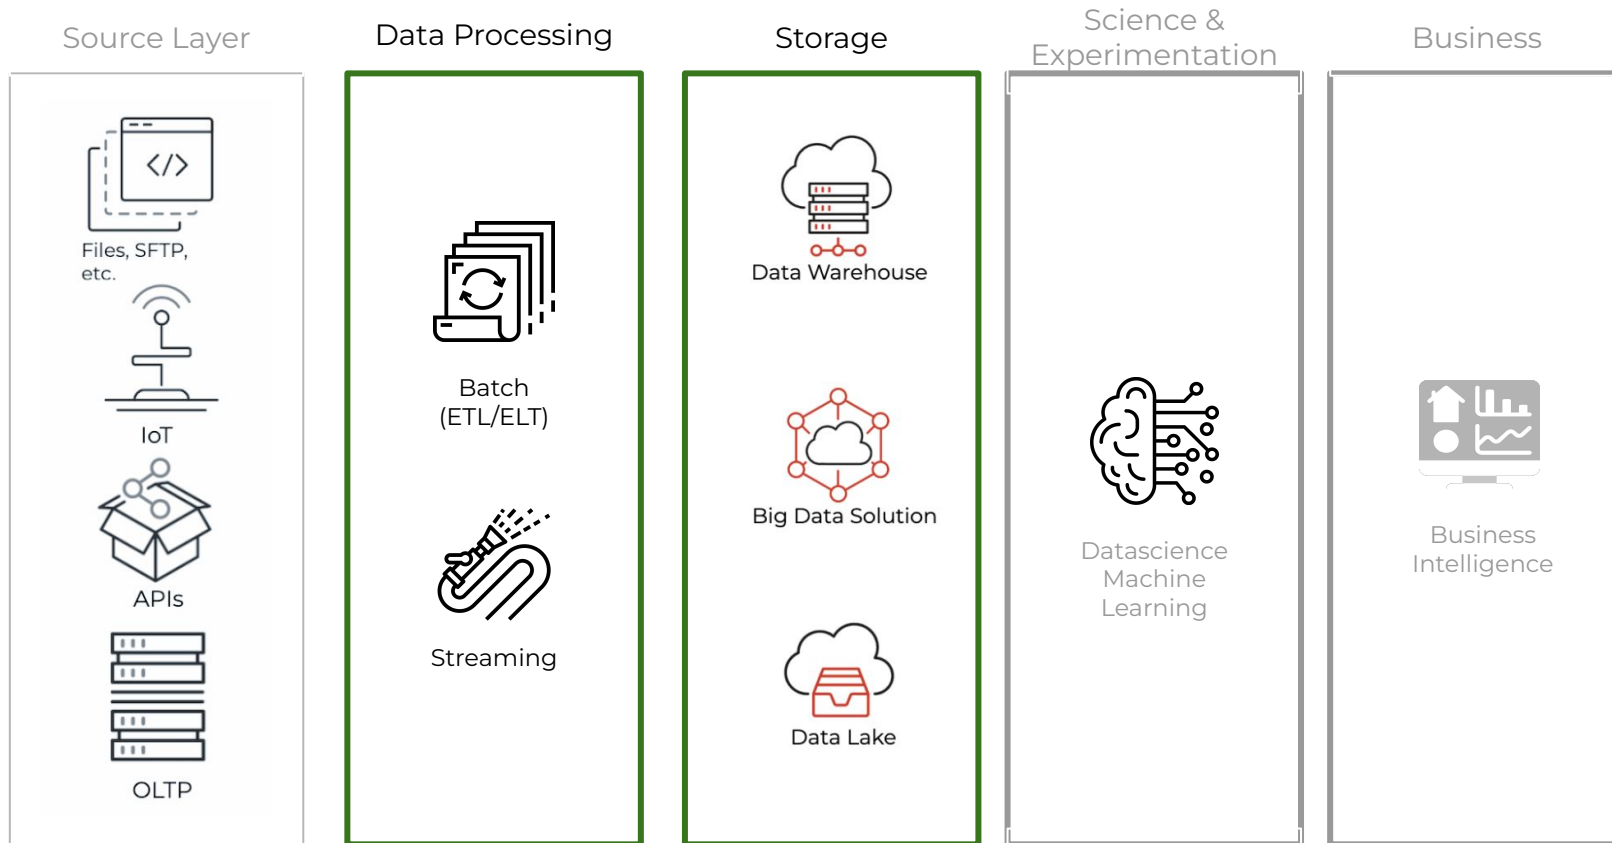 Source Layer
Files, SFTP,
etc.
IoT
APIs
OLTP
Data Processing
Batch
(ETL/ELT)
Streaming
Storage
Data Warehouse
Big Data Solution
Data Lake
Science &
Experimentation
Datascience
Machine
Learning
Business
Business
Intelligence